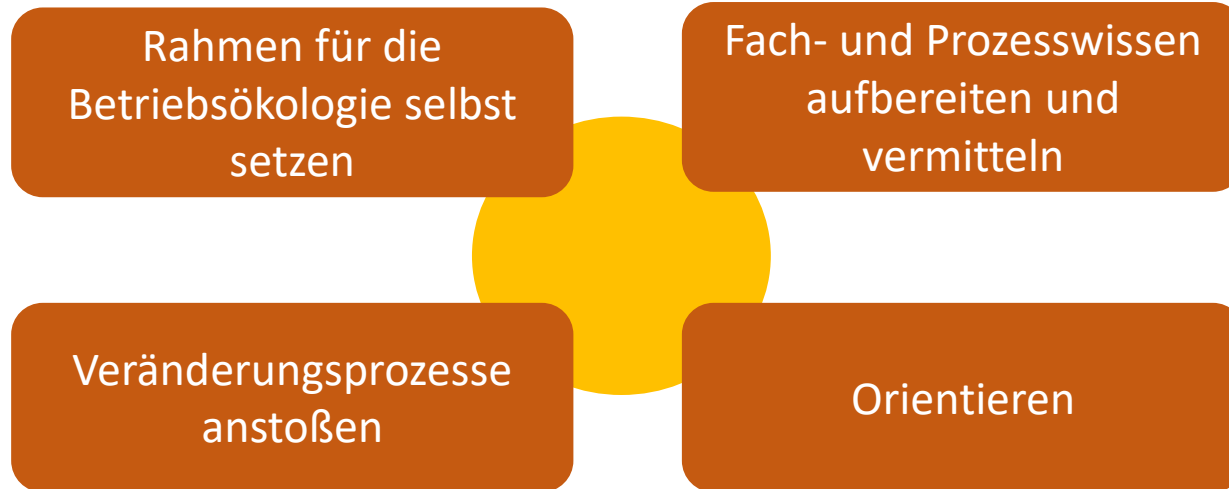 Rahmen für die
Betriebsökologie selbst
setzen
Fach- und Prozesswissen
aufbereiten und
vermitteln
Veränderungsprozesse
anstoßen
Orientieren